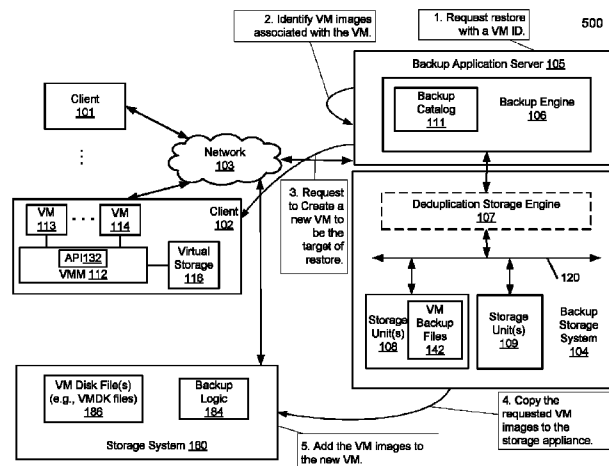 2. Identify VM images
associated with the VM.
1. Request restore
with a VM ID.
500
Backup Application Server 105
Client
101
Backup
Catalog
111
Backup Engine
106
Network
103
3. Request
to Create a
new VM to
be the
target of
restore.
Deduplication Storage Engine
107
VM
113
VM
114
Client
102
API132
VMM 112
Virtual
Storage
116
120
Storage
Unit(s)
108
VM
Backup
Files
142
Storage
Unit(s)
109
Backup
Storage
System
104
VM Disk File(s)
(e.g., VMDK files)
186
Backup
Logic
184
Storage System 180
4. Copy the
requested VM
images to the
storage appliance.
5. Add the VM images to
the new VM.